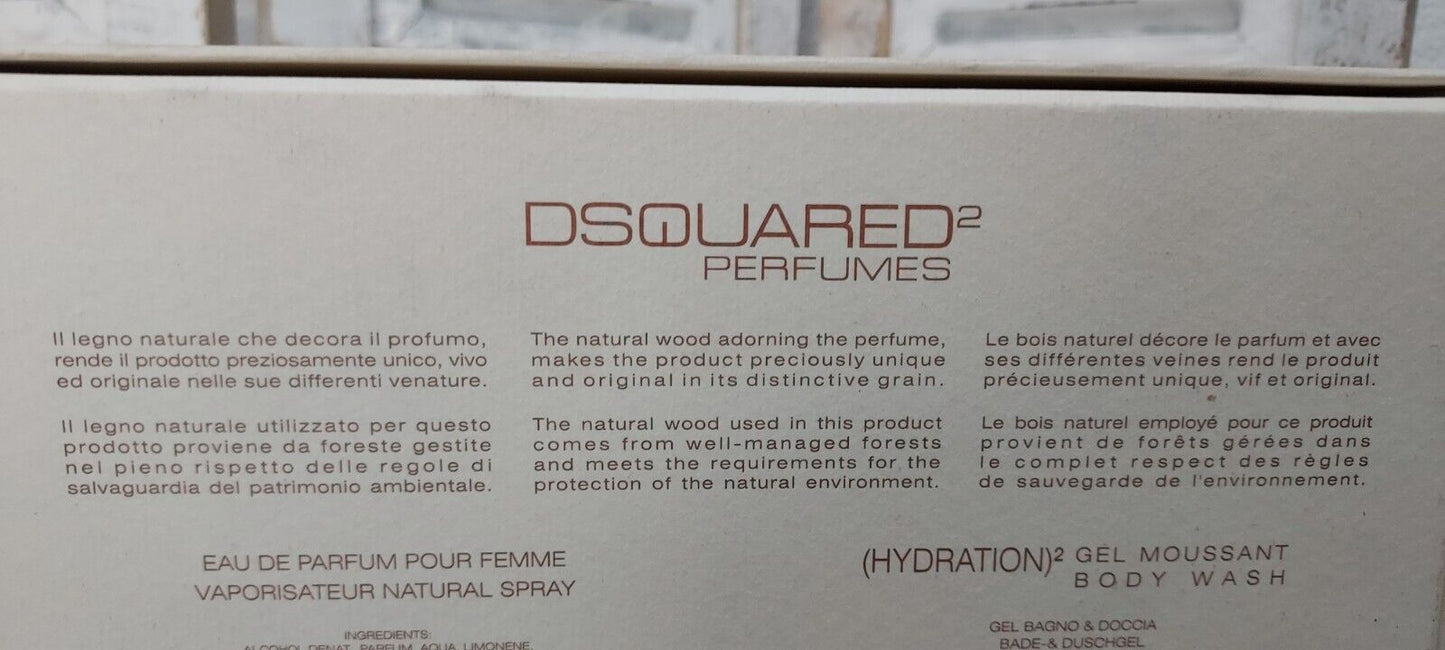 DSQUARED²
PERFUMES
Il legno naturale che decora il profumo,
rende il prodotto preziosamente unico, vivo
ed originale nelle sue differenti venature.
Il legno naturale utilizzato per questo
prodotto proviene da foreste gestite
nel pieno rispetto delle regole di
salvaguardia del patrimonio ambientale.
The natural wood adorning the perfume,
makes the product preciously unique
and original in its distinctive grain.
The natural wood used in this product
comes from well-managed forests
and meets the requirements for the
protection of the natural environment.
Le bois naturel décore le parfum et avec
ses différentes veines rend le produit
précieusement unique, vif et original.
Le bois naturel employé pour ce produit
provient de forêts gérées dans
le complet respect des règles
de sauvegarde de l'environnement.
EAU DE PARFUM POUR FEMME
VAPORISATEUR NATURAL SPRAY
INGREDIENTS:
ALCOHOL DENAT, PARFUM, AQUA, LIMONENE,
(HYDRATION)² GEL MOUSSANT
BODY WASH
GEL BAGNO & DOCCIA
BADE-& DUSCHGEL